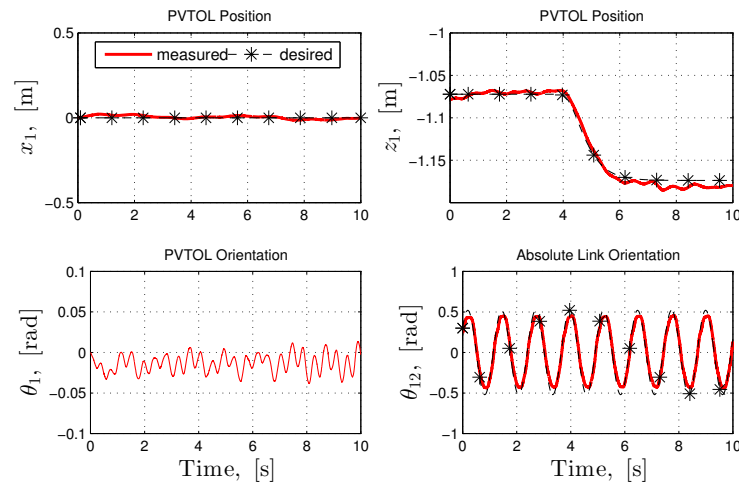 PVTOL Position
0.5
0
−0.5
0 2 4 6 8 10
x1, [m]
measured desired
PVTOL Position
−1
−1.05
−1.1
−1.15
0 2 4 6 8 10
z1, [m]
PVTOL Orientation
0.1
0.05
0
−0.05
−0.1
0 2 4 6 8 10
θ1, [rad]
Time, [s]
Absolute Link Orientation
1
0.5
0
−0.5
−1
0 2 4 6 8 10
θ12, [rad]
Time, [s]